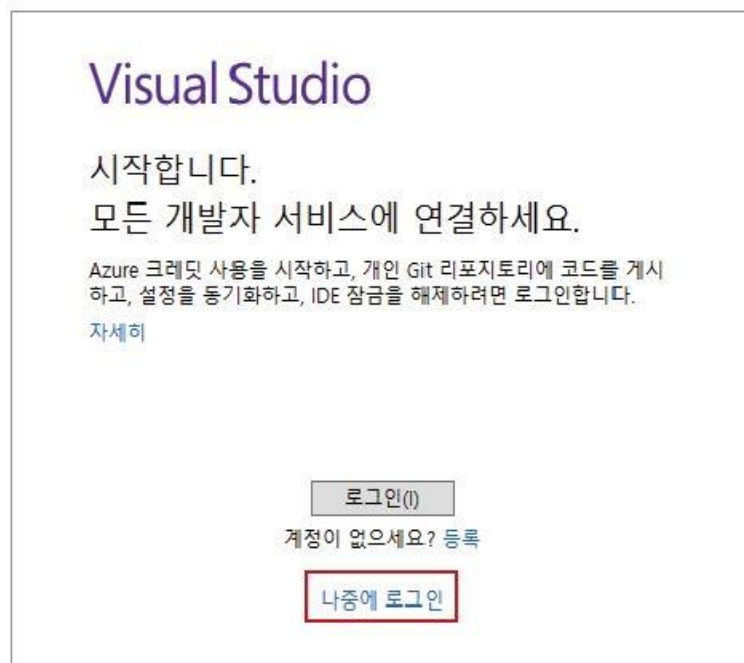 Visual Studio
시작합니다.
모든 개발자 서비스에 연결하세요.
Azure 크레딧 사용을 시작하고, 개인 Git 리포지토리에 코드를 게시
하고, 설정을 동기화하고, IDE 잠금을 해제하려면 로그인합니다.
자세히
로그인(I)
계정이 없으세요? 등록
나중에 로그인